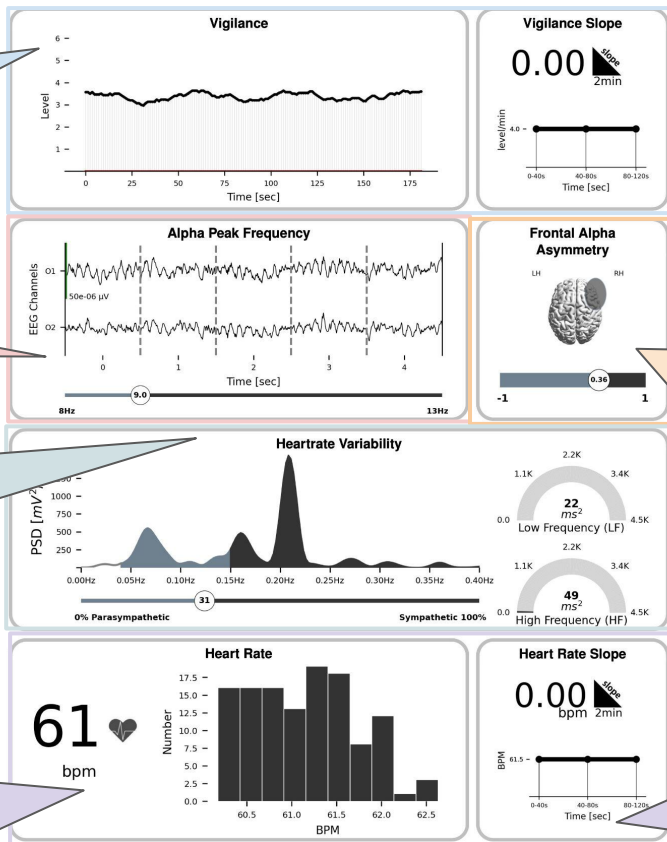 Vigilance
6
5
4
3
2
1
Level
0 25 50 75 100 125 150 175
Time [sec]
Vigilance Slope
0.00 slope
2min
level/min
4.0
0-40s 40-80s 80-120s
Time [sec]
Alpha Peak Frequency
EEG Channels
O1
50e-06 µV
O2
0 1 2 3 4
Time [sec]
9.0
8Hz 13Hz
Frontal Alpha
Asymmetry
LH RH
0.36
-1 1
Heartrate Variability
PSD [mV²
1000
750
500
250
0.00Hz 0.05Hz 0.10Hz 0.15Hz 0.20Hz 0.25Hz 0.30Hz 0.35Hz 0.40Hz
31
0% Parasympathetic Sympathetic 100%
2.2K
1.1K 3.4K
22
ms²
0.0 4.5K
Low Frequency (LF)
2.2K
1.1K 3.4K
49
ms²
0.0 4.5K
High Frequency (HF)
Heart Rate
61
bpm
Number
17.5
15.0
12.5
10.0
7.5
5.0
2.5
0.0
60.5 61.0 61.5 62.0 62.5
BPM
Heart Rate Slope
0.00 slope
bpm 2min
BPM
61.5
0-40s 40-80s 80-120s
Time [sec]